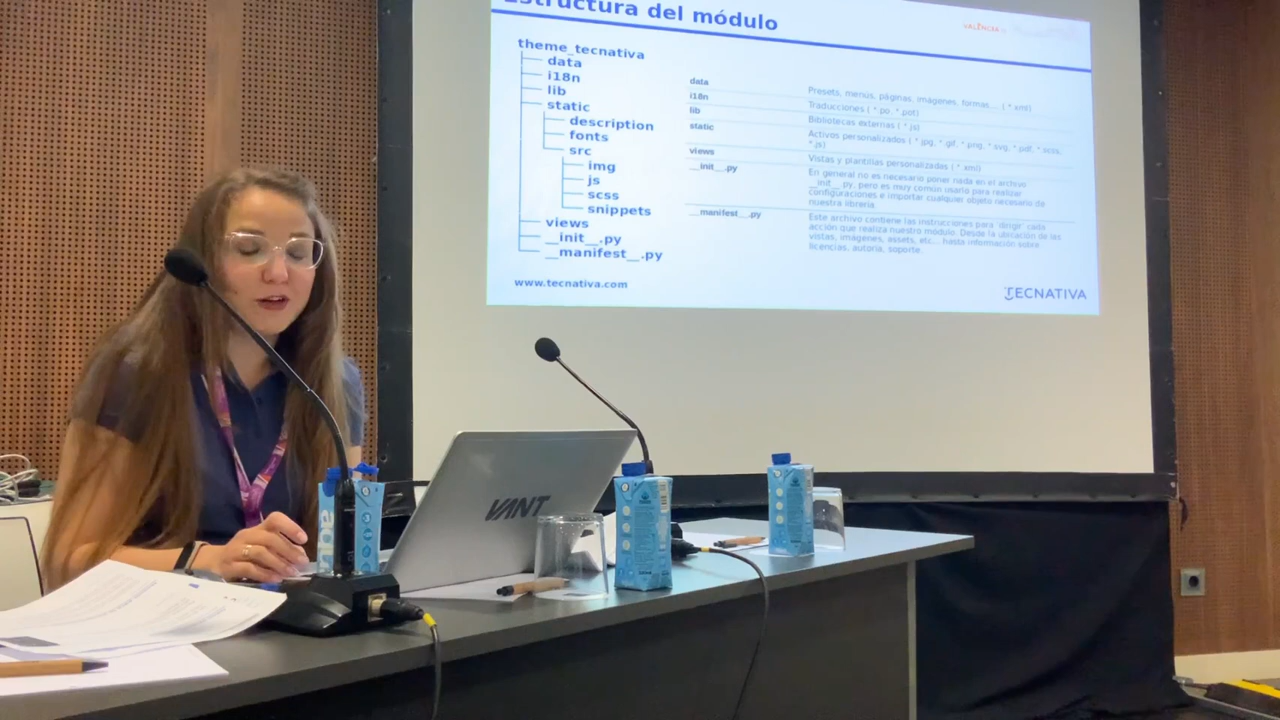 Estructura del módulo
VALÈNCIA
theme_tecnativa
data
i18n
lib
static
description
fonts
src
img
js
scss
snippets
views
__init__.py
__manifest__.py
data
Presets, menús, páginas, imágenes, formas... ( *.xml)
i18n
Traducciones ( *.po, *.pot)
lib
Bibliotecas externas ( *.js)
static
Activos personalizados ( *.jpg, *.gif, *.png, *.svg, *.pdf, *.scss,
*.js)
views
Vistas y plantillas personalizadas ( *.xml)
__init__.py
En general no es necesario poner nada en el archivo
__init__.py, pero es muy común usarlo para realizar
configuraciones e importar cualquier objeto necesario de
nuestra librería.
__manifest__.py
Este archivo contiene las instrucciones para 'dirigir' cada
acción que realiza nuestro módulo. Desde la ubicación de las
vistas, imágenes, assets, etc... hasta información sobre
licencias, autoría, soporte.
www.tecnativa.com
TECNATIVA
VANT